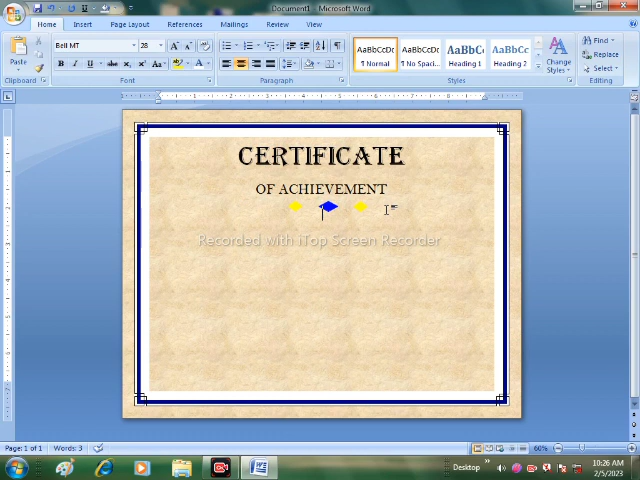 Document1 - Microsoft Word
Home Insert Page Layout References Mailings Review View
Paste
Clipboard
Bell MT 28
Font
Paragraph
AaBbCcDc AaBbCcDc AaBbC AaBbCc
¶ Normal ¶ No Spaci... Heading 1 Heading 2
Change Styles
Styles
Find
Replace
Select
Editing
CERTIFICATE
OF ACHIEVEMENT
Recorded with iTop Screen Recorder
Page: 1 of 1 Words: 3
60%
Desktop
10:26 AM
2/5/2023